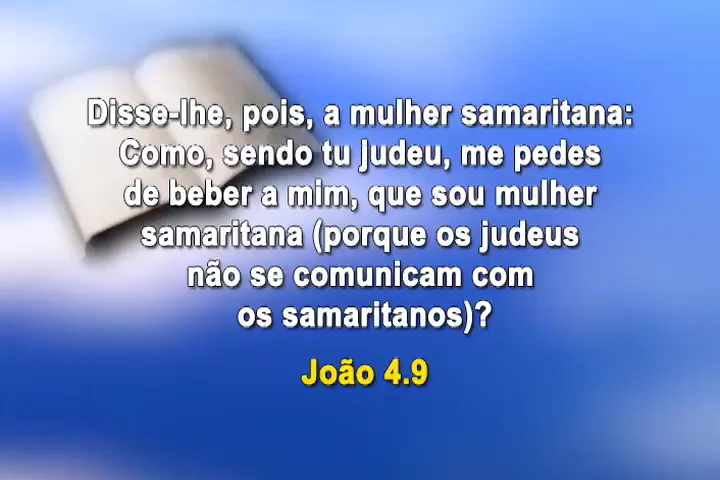 Disse-lhe, pois, a mulher samaritana:
Como, sendo tu judeu, me pedes
de beber a mim, que sou mulher
samaritana (porque os judeus
não se comunicam com
os samaritanos)?
João 4.9